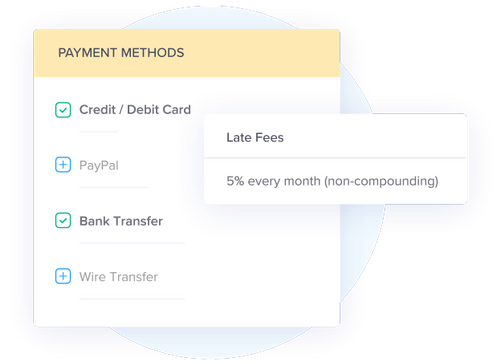 PAYMENT METHODS
Credit / Debit Card
Late Fees
PayPal
5% every month (non-compounding)
Bank Transfer
Wire Transfer